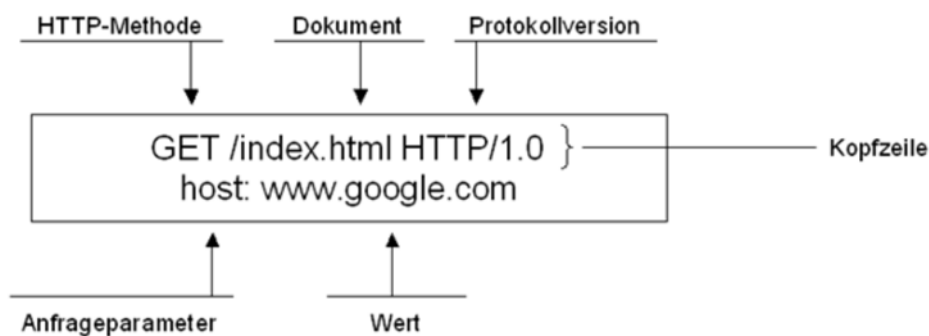 HTTP-Methode Dokument Protokollversion
GET /index.html HTTP/1.0 Kopfzeile
host: www.google.com
Anfrageparameter Wert